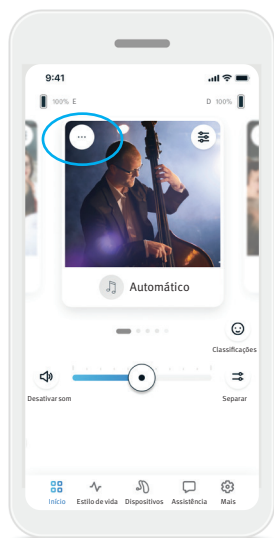 9:41
100% E
D 100%
Automático
Classificações
Desativar som
Separar
Início
Estilo de vida
Dispositivos
Assistência
Mais